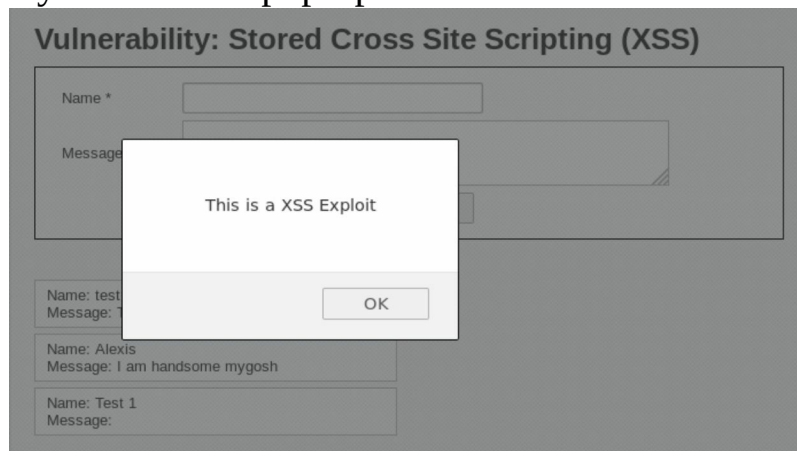 Vulnerability: Stored Cross Site Scripting (XSS)
Name *
Message
This is a XSS Exploit
OK
Name: test
Message: T
Name: Alexis
Message: I am handsome mygosh
Name: Test 1
Message: